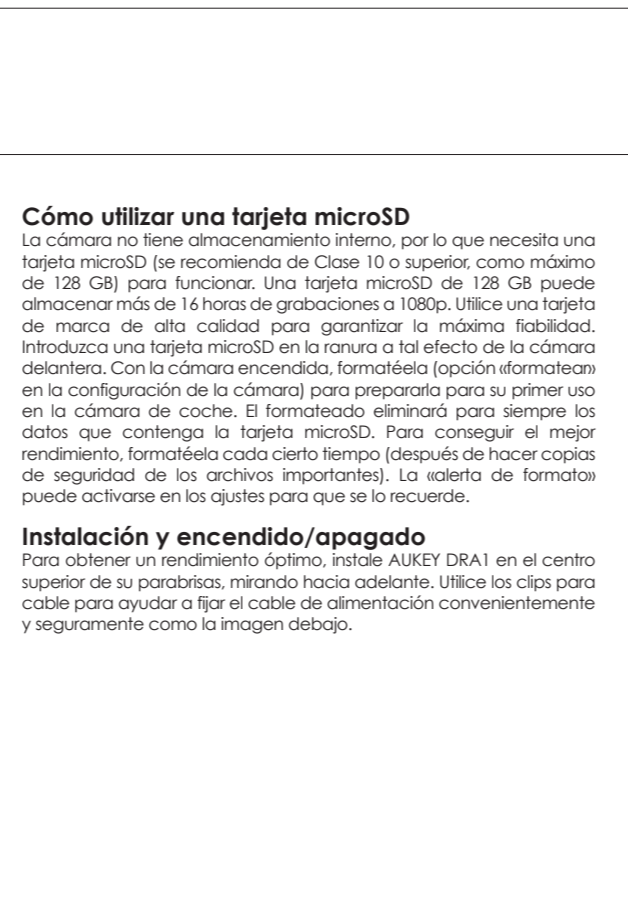 Cómo utilizar una tarjeta microSD
La cámara no tiene almacenamiento interno, por lo que necesita una
tarjeta microSD (se recomienda de Clase 10 o superior, como máximo
de 128 GB) para funcionar. Una tarjeta microSD de 128 GB puede
almacenar más de 16 horas de grabaciones a 1080p. Utilice una tarjeta
de marca de alta calidad para garantizar la máxima fiabilidad.
Introduzca una tarjeta microSD en la ranura a tal efecto de la cámara
delantera. Con la cámara encendida, formatéela (opción «formatear»
en la configuración de la cámara) para prepararla para su primer uso
en la cámara de coche. El formateado eliminará para siempre los
datos que contenga la tarjeta microSD. Para conseguir el mejor
rendimiento, formatéela cada cierto tiempo (después de hacer copias
de seguridad de los archivos importantes). La «alerta de formato»
puede activarse en los ajustes para que se lo recuerde.
Instalación y encendido/apagado
Para obtener un rendimiento óptimo, instale AUKEY DRA1 en el centro
superior de su parabrisas, mirando hacia adelante. Utilice los clips para
cable para ayudar a fijar el cable de alimentación convenientemente
y seguramente como la imagen debajo.